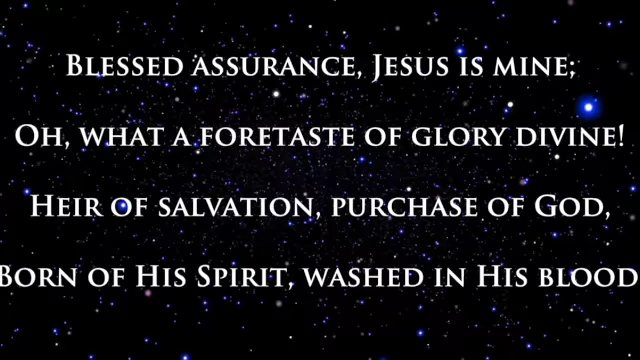 Blessed assurance, Jesus is mine;
Oh, what a foretaste of glory divine!
Heir of salvation, purchase of God,
Born of His Spirit, washed in His blood